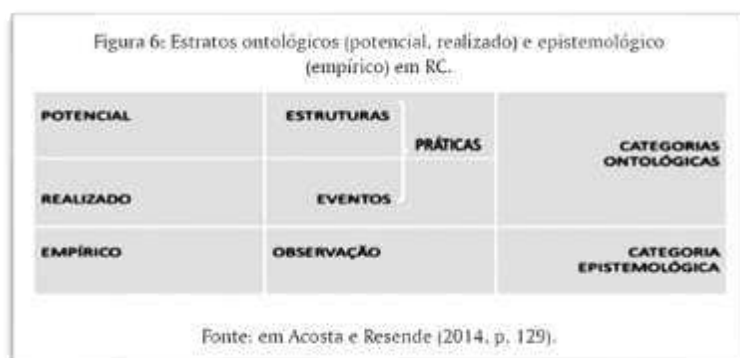 Figura 6: Estratos ontológicos (potencial, realizado) e epistemológico
(empírico) em RC.
POTENCIAL
ESTRUTURAS
PRÁTICAS
CATEGORIAS
ONTOLÓGICAS
REALIZADO
EVENTOS
EMPÍRICO
OBSERVAÇÃO
CATEGORIA
EPISTEMOLÓGICA
Fonte: em Acosta e Resende (2014, p. 129).